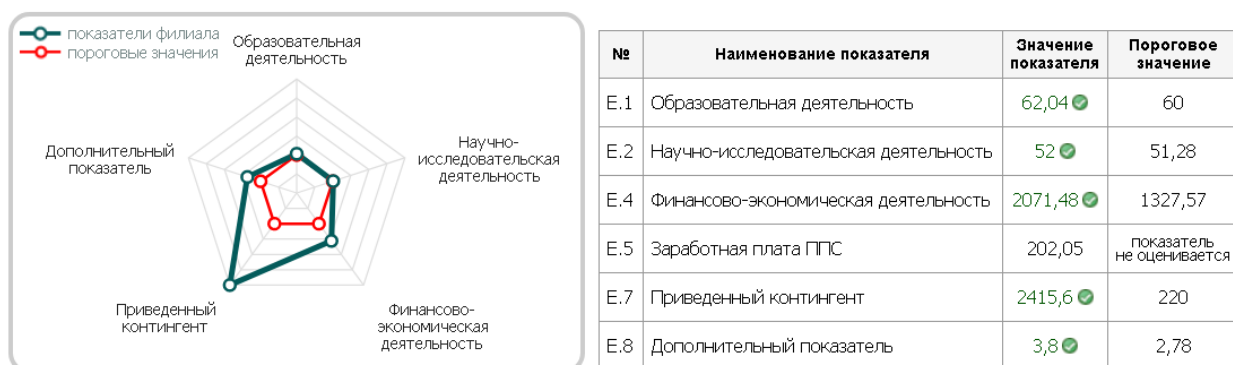 показатели филиала
пороговые значения
Образовательная
деятельность
Научно-
исследовательская
деятельность
Дополнительный
показатель
Приведенный
контингент
Финансово-
экономическая
деятельность
№ Наименование показателя Значение показателя Пороговое значение
E.1 Образовательная деятельность 62,04 60
E.2 Научно-исследовательская деятельность 52 51,28
E.4 Финансово-экономическая деятельность 2071,48 1327,57
E.5 Заработная плата ППС 202,05 показатель не оценивается
E.7 Приведенный контингент 2415,6 220
E.8 Дополнительный показатель 3,8 2,78